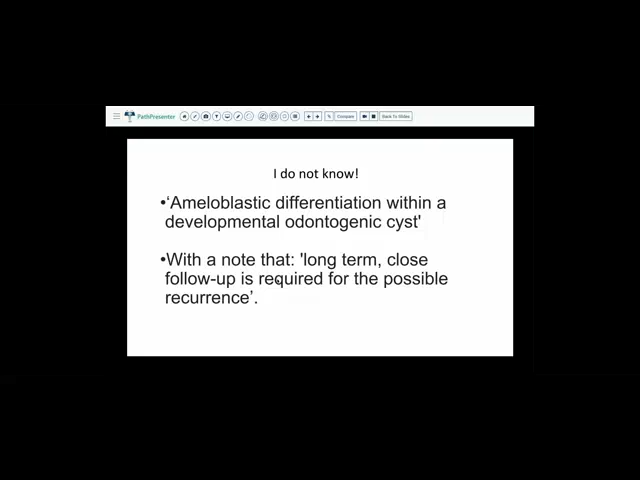 PathPresenter
Compare
Back To Slides
I do not know!
•‘Ameloblastic differentiation within a
developmental odontogenic cyst'
•With a note that: 'long term, close
follow-up is required for the possible
recurrence’.